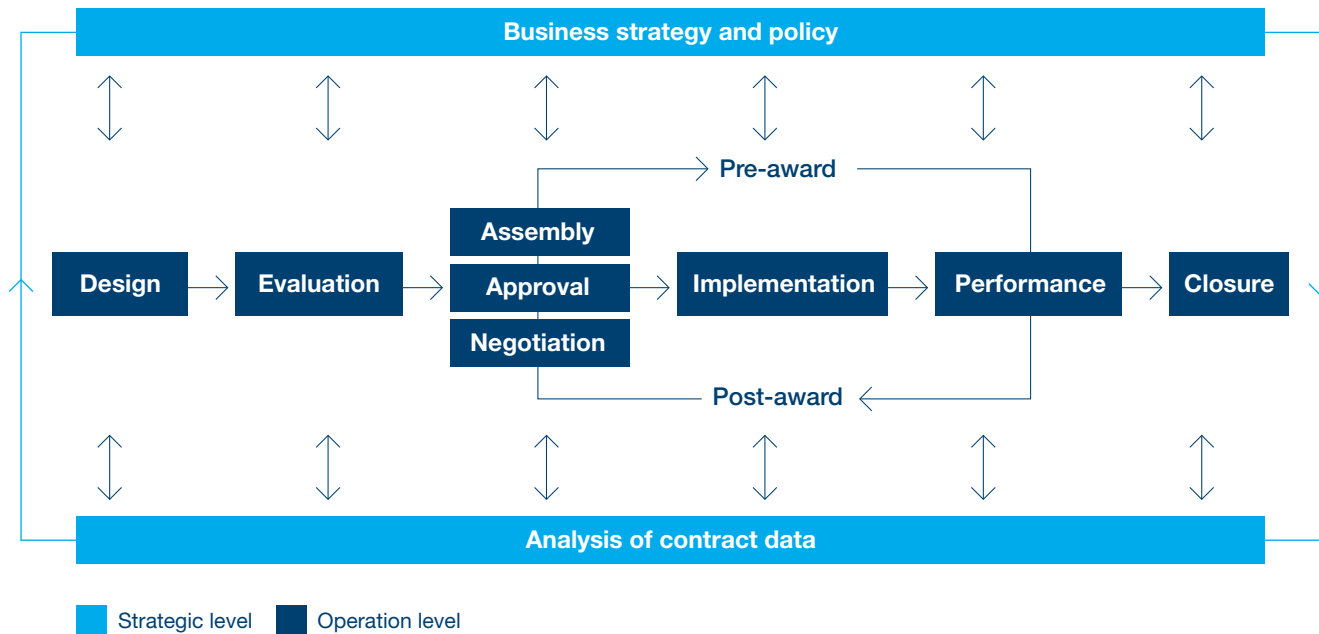 Business strategy and policy
Pre-award
Assembly
Design
Evaluation
Approval
Implementation
Performance
Closure
Negotiation
Post-award
Analysis of contract data
Strategic level
Operation level